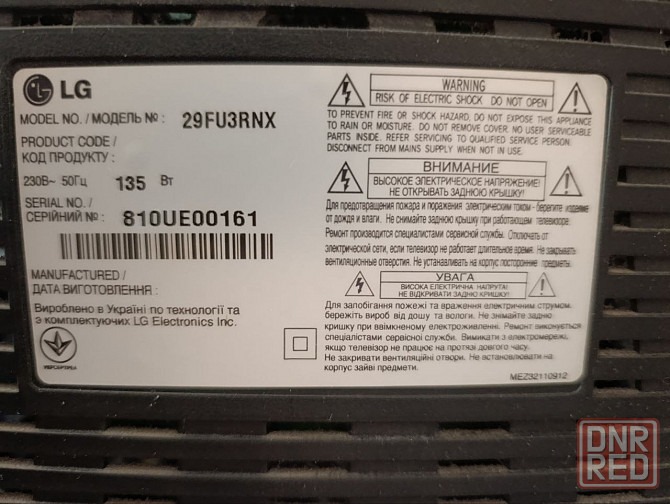 LG
MODEL NO. / МОДЕЛЬ № : 29FU3RNX
PRODUCT CODE /
КОД ПРОДУКТУ :
230В~ 50Гц 135 Вт
SERIAL NO. /
СЕРІЙНИЙ № : 810UE00161
MANUFACTURED /
ДАТА ВИГОТОВЛЕННЯ :
Вироблено в Україні по технології та
з комплектуючих LG Electronics Inc.
УКРСЕПРО
WARNING
RISK OF ELECTRIC SHOCK DO NOT OPEN
TO PREVENT FIRE OR SHOCK HAZARD, DO NOT EXPOSE THIS APPLIANCE
TO RAIN OR MOISTURE. DO NOT REMOVE COVER. NO USER SERVICEABLE
PARTS INSIDE. REFER SERVICING TO QUALIFIED SERVICE PERSONNEL.
DISCONNECT FROM MAINS SUPPLY WHEN NOT IN USE.
ВНИМАНИЕ
ВЫСОКОЕ ЭЛЕКТРИЧЕСКОЕ НАПРЯЖЕНИЕ!
НЕ ОТКРЫВАТЬ ЗАДНЮЮ КРЫШКУ!
Для предотвращения пожара и поражения электрическим током - берегите изделие
от дождя и влаги. Не снимайте заднюю крышку при работающем телевизоре.
Ремонт производится специалистами сервисной службы. Отключать от
электрической сети, если телевизор не работает длительное время. Не закрывать
вентиляционные отверстия. Не устанавливать на корпус посторонние предметы.
УВАГА
ВИСОКА ЕЛЕКТРИЧНА НАПРУГА!
НЕ ВІДКРИВАТИ ЗАДНЮ КРИШКУ!
Для запобігання пожежі та враження електричним струмом,
бережіть виріб від дощу та вологи. Не знімайте задню
кришку при ввімкненому електроживленні. Ремонт виконується
спеціалістами сервісної служби. Вимикати з електромережі,
якщо телевізор не працює на протязі довгого часу.
Не закривати вентиляційні отвори. Не встановлювати на
корпус сторонні предмети.
MEZ32110912
DNR
RED